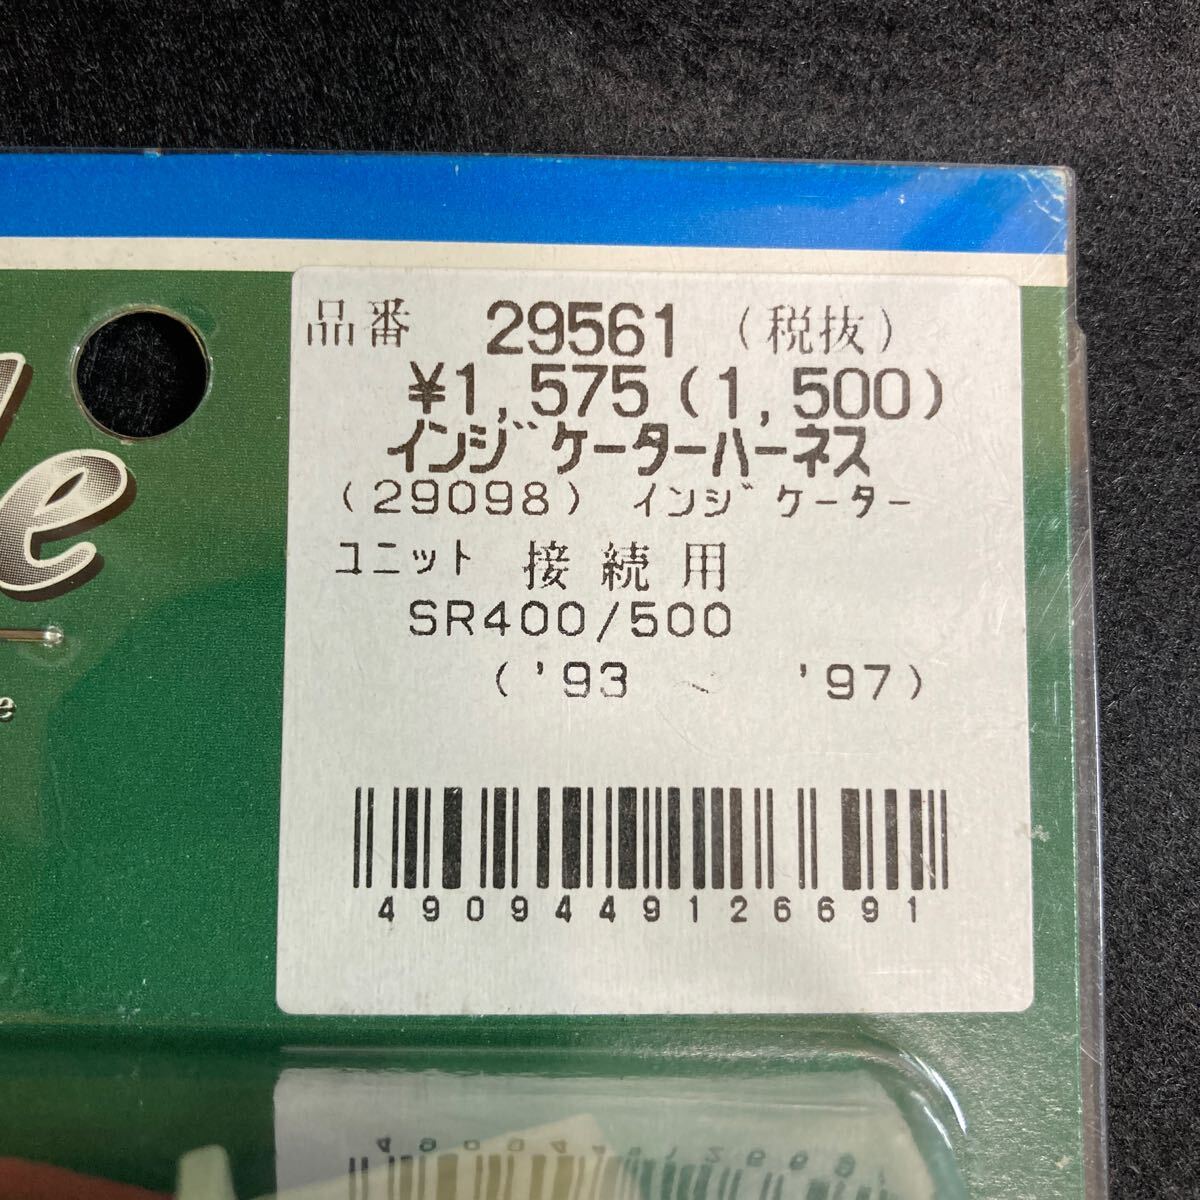 品番 29561 (税抜)
¥1,575(1,500)
インジケーターハーネス
(29098) インジケーター
ユニット 接続用
SR400/500
('93 ~ '97)
4909449126691
de
e